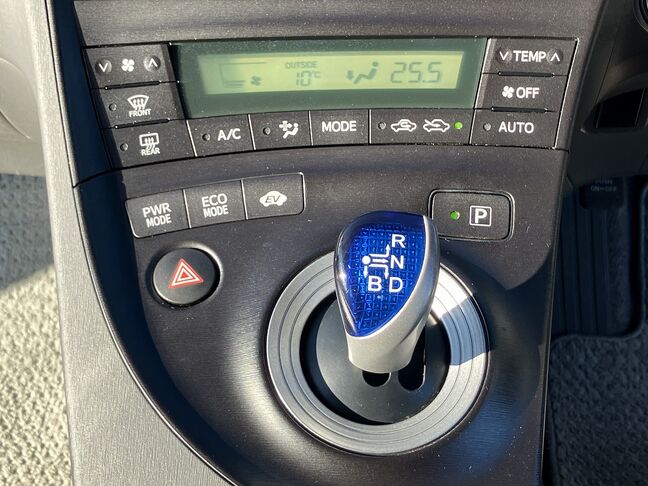 TEMP
OUTSIDE
10°C
25.5
OFF
FRONT
REAR
A/C
MODE
AUTO
PWR
MODE
ECO
MODE
EV
P
R
N
B D